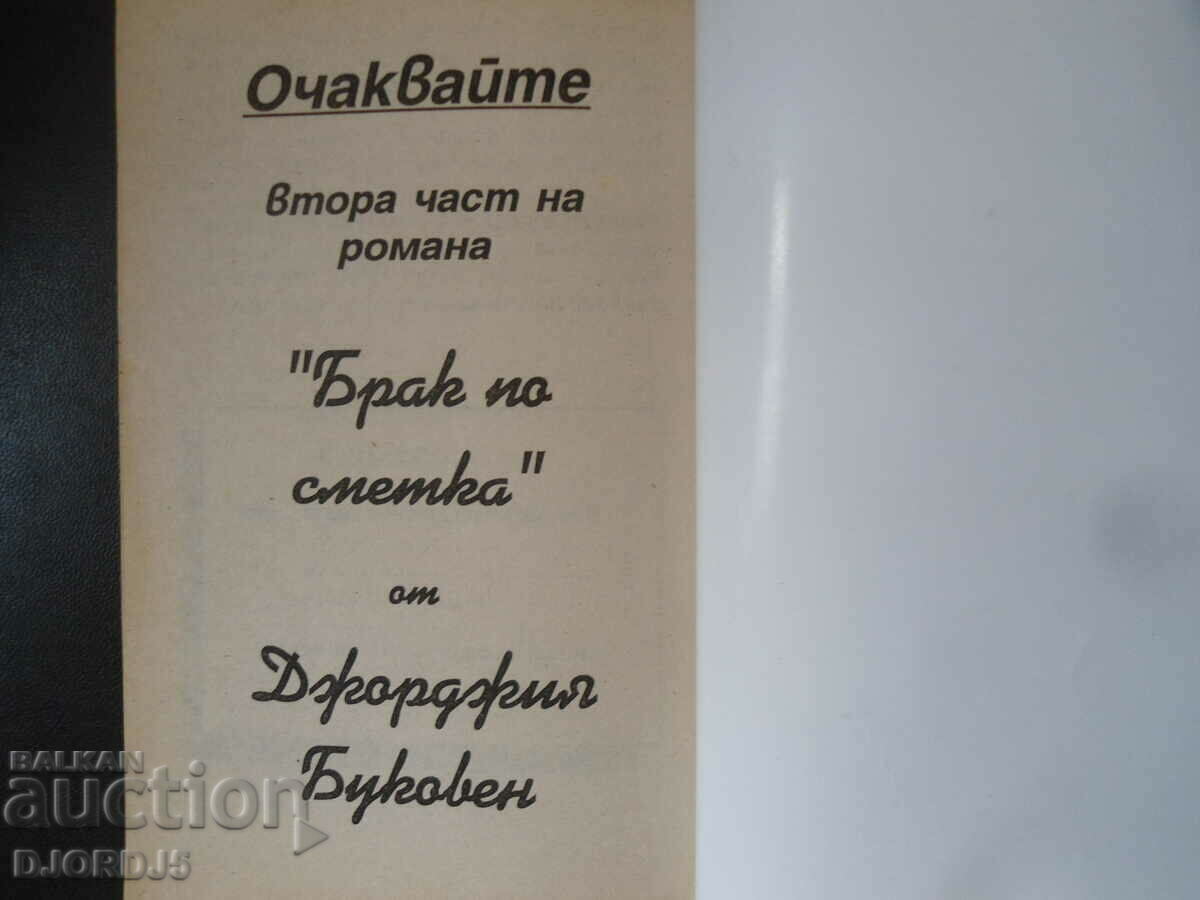 Очаквайте
втора част на
романа
"Брак по
сметка"
от
Джорджия
Буковен
BALKAN
auction
DJORDJ5